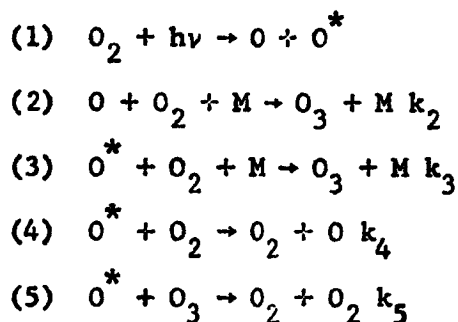 (1) O₂ + hν → O + O*
(2) O + O₂ + M → O₃ + M k₂
(3) O* + O₂ + M → O₃ + M k₃
(4) O* + O₂ → O₂ + O k₄
(5) O* + O₃ → O₂ + O₂ k₅